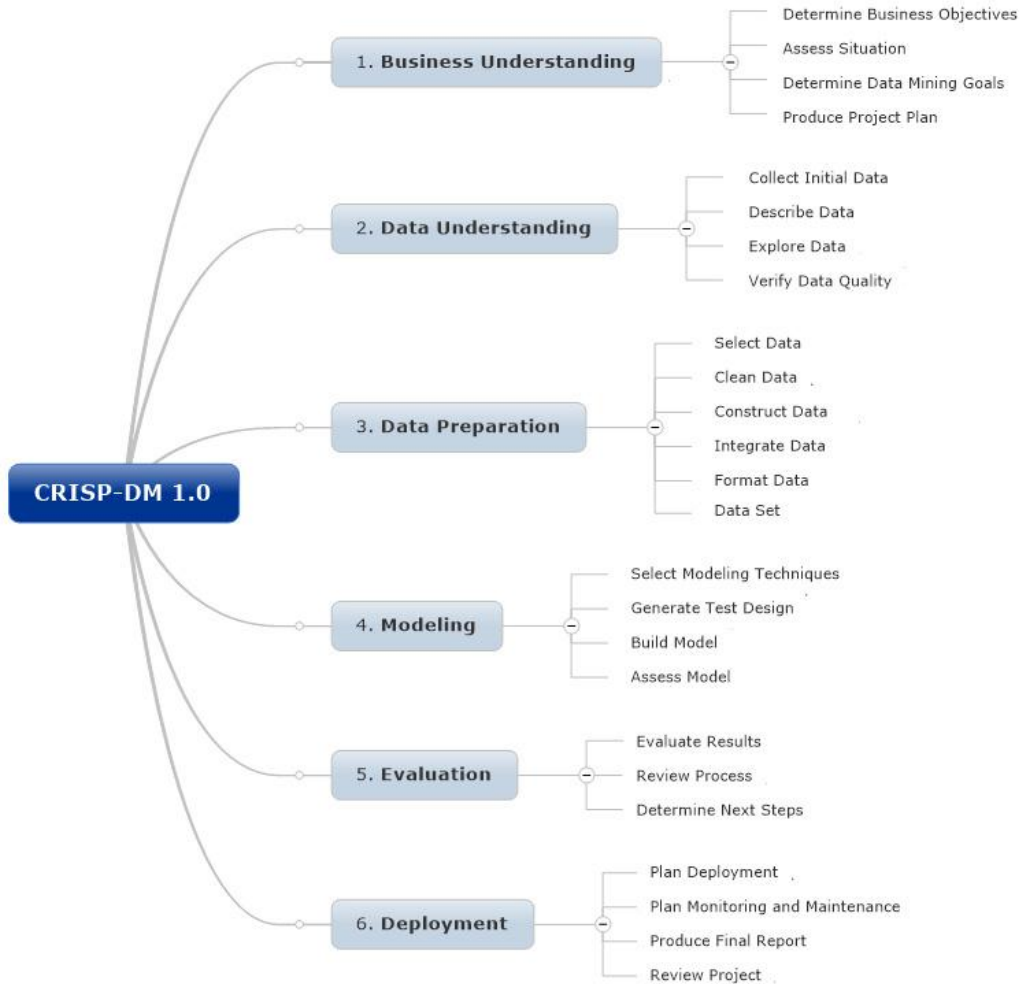 1. Business Understanding
Determine Business Objectives
Assess Situation
Determine Data Mining Goals
Produce Project Plan
2. Data Understanding
Collect Initial Data
Describe Data
Explore Data
Verify Data Quality
3. Data Preparation
Select Data
Clean Data
Construct Data
Integrate Data
Format Data
Data Set
CRISP-DM 1.0
4. Modeling
Select Modeling Techniques
Generate Test Design
Build Model
Assess Model
5. Evaluation
Evaluate Results
Review Process
Determine Next Steps
6. Deployment
Plan Deployment
Plan Monitoring and Maintenance
Produce Final Report
Review Project